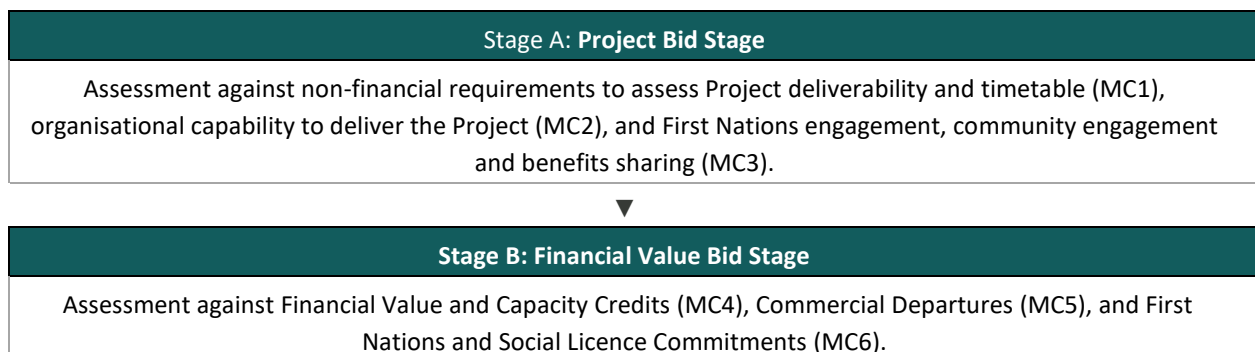 Stage A: Project Bid Stage
Assessment against non-financial requirements to assess Project deliverability and timetable (MC1),
organisational capability to deliver the Project (MC2), and First Nations engagement, community engagement
and benefits sharing (MC3).
▼
Stage B: Financial Value Bid Stage
Assessment against Financial Value and Capacity Credits (MC4), Commercial Departures (MC5), and First
Nations and Social Licence Commitments (MC6).